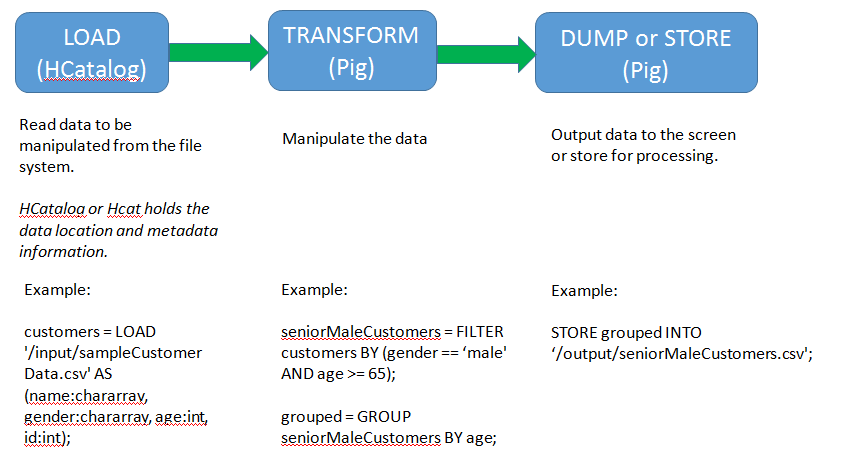 LOAD
(HCatalog)
TRANSFORM
(Pig)
DUMP or STORE
(Pig)
Read data to be
manipulated from the file
system.
HCatalog or Hcat holds the
data location and metadata
information.
Manipulate the data
Output data to the screen
or store for processing.
Example:
customers = LOAD
'/input/sampleCustomer
Data.csv' AS
(name:chararray,
gender:chararray, age:int,
id:int);
Example:
seniorMaleCustomers = FILTER
customers BY (gender == ‘male'
AND age >= 65);
grouped = GROUP
seniorMaleCustomers BY age;
Example:
STORE grouped INTO
‘/output/seniorMaleCustomers.csv';